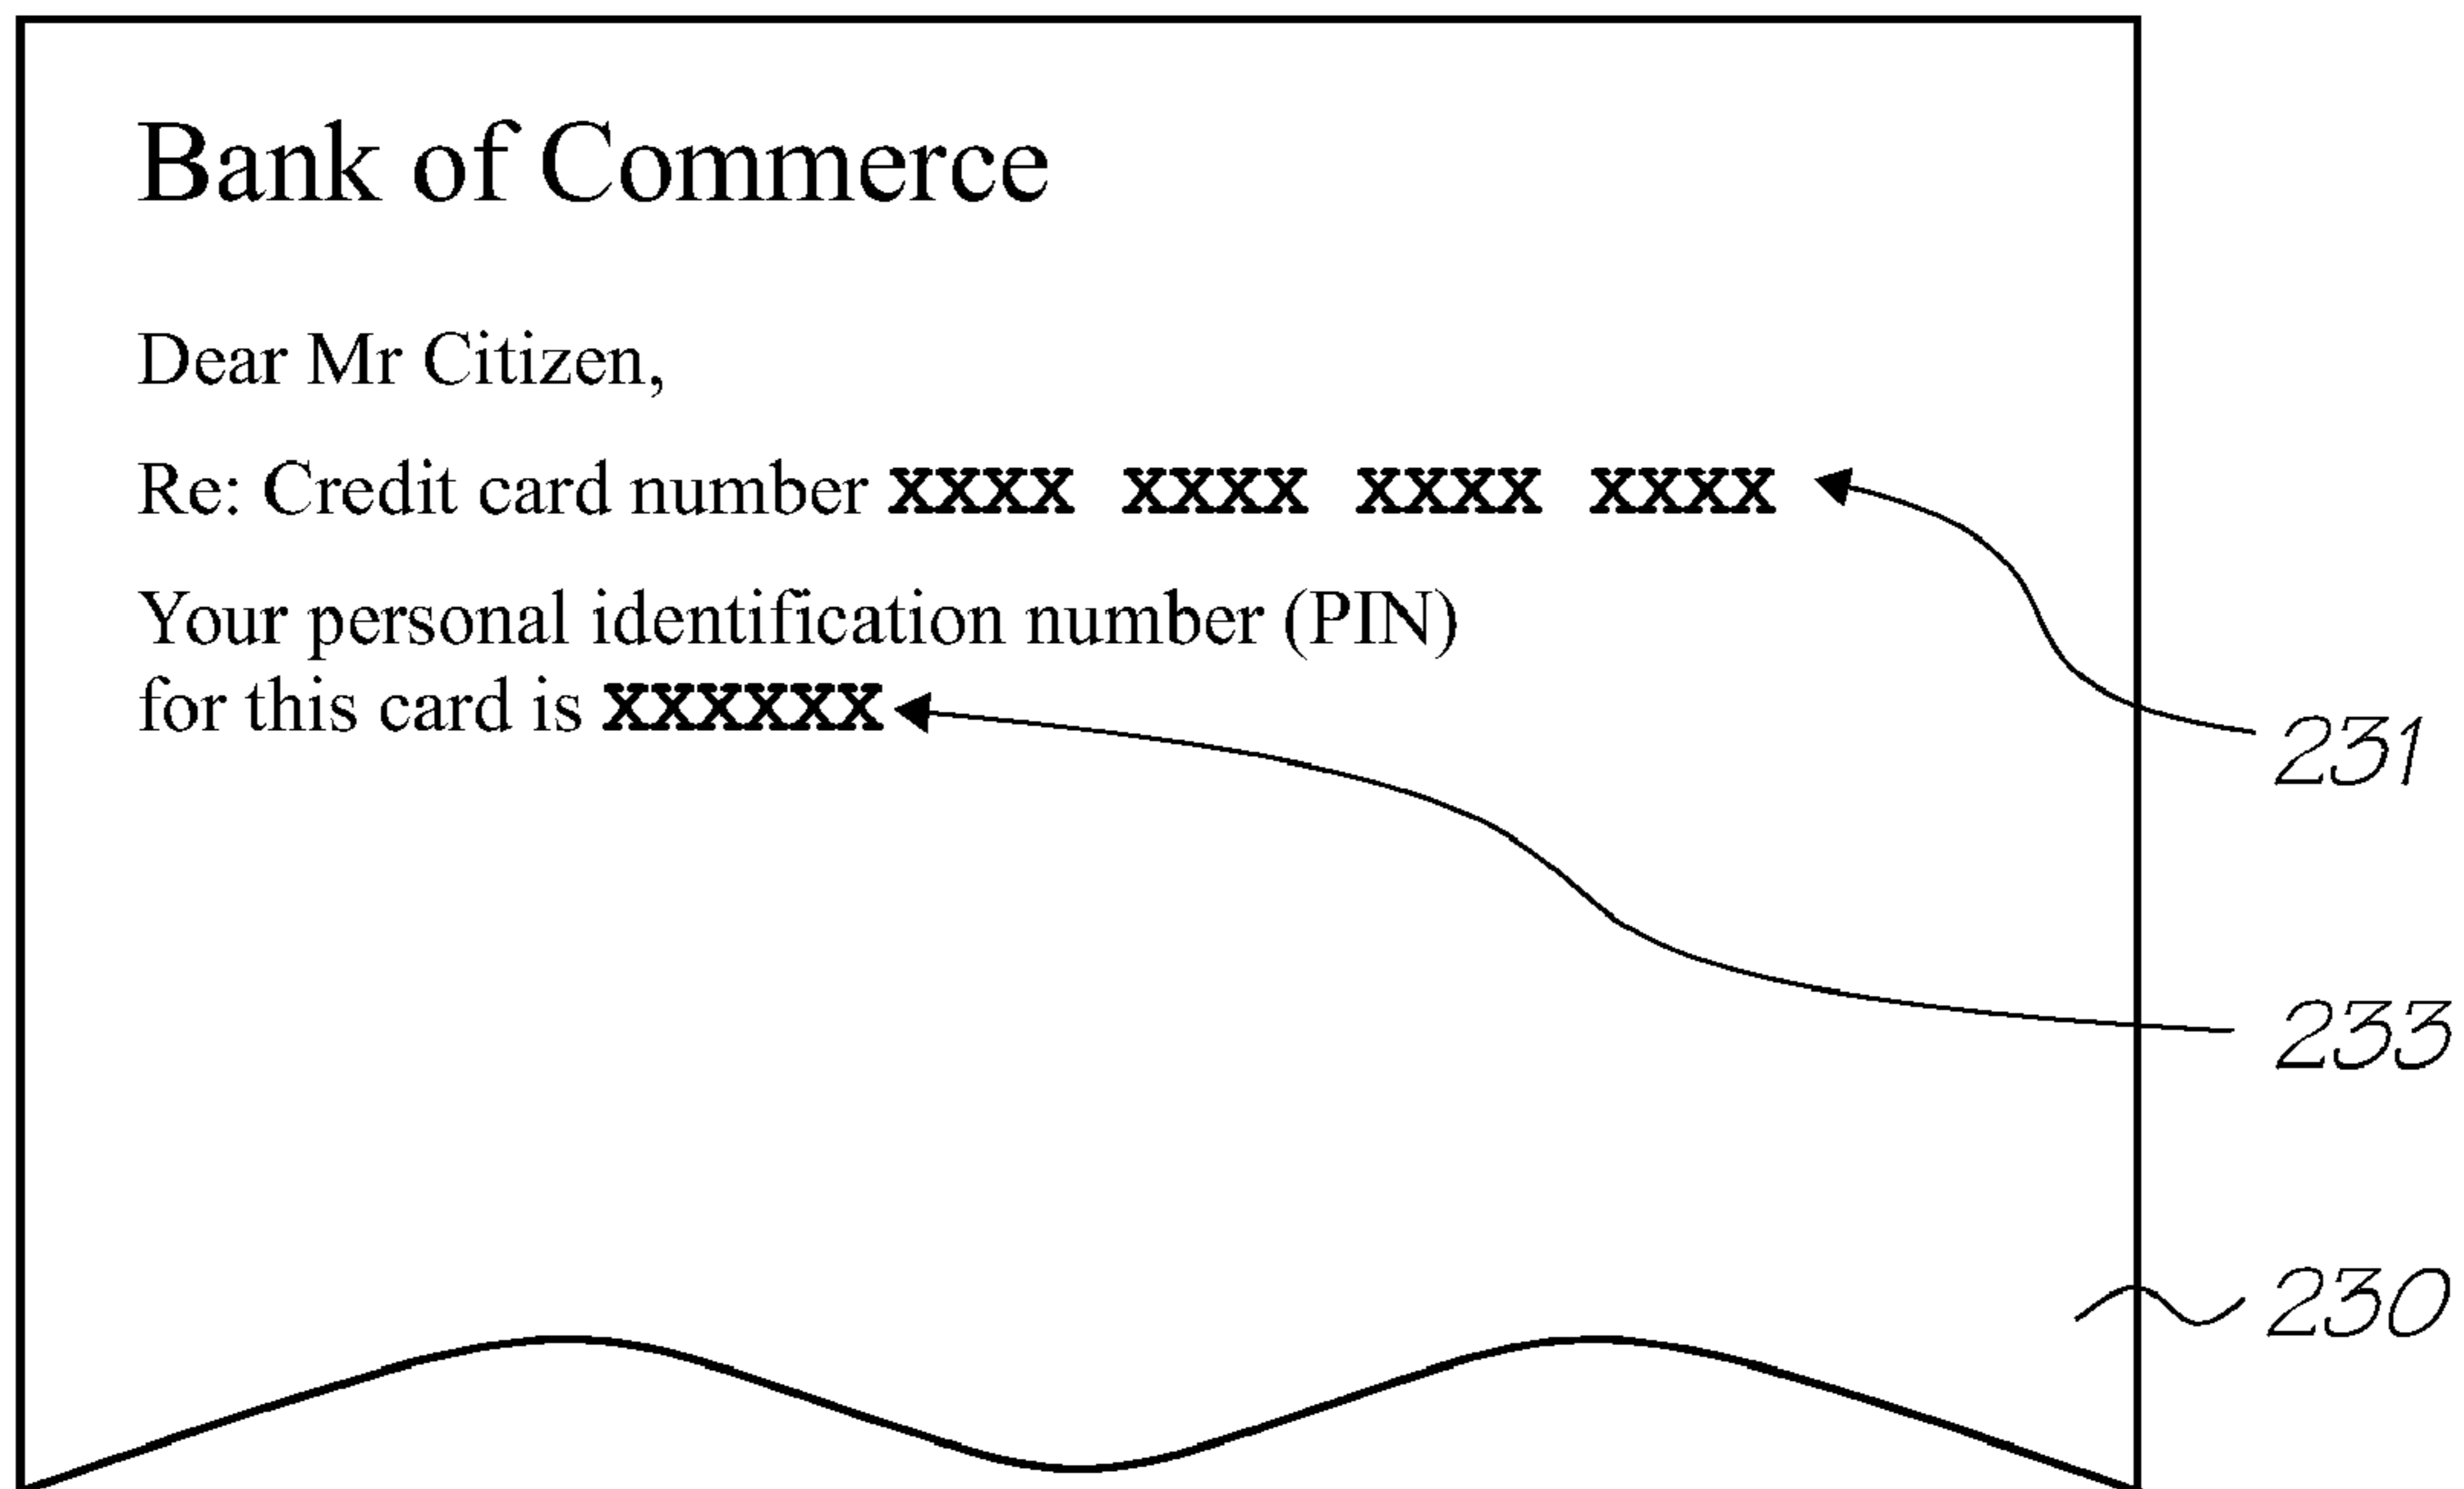 Bank of Commerce
Dear Mr Citizen,
Re: Credit card number xxxx xxxx xxxx xxxx
Your personal identification number (PIN)
for this card is xxxxxx
231
233
230